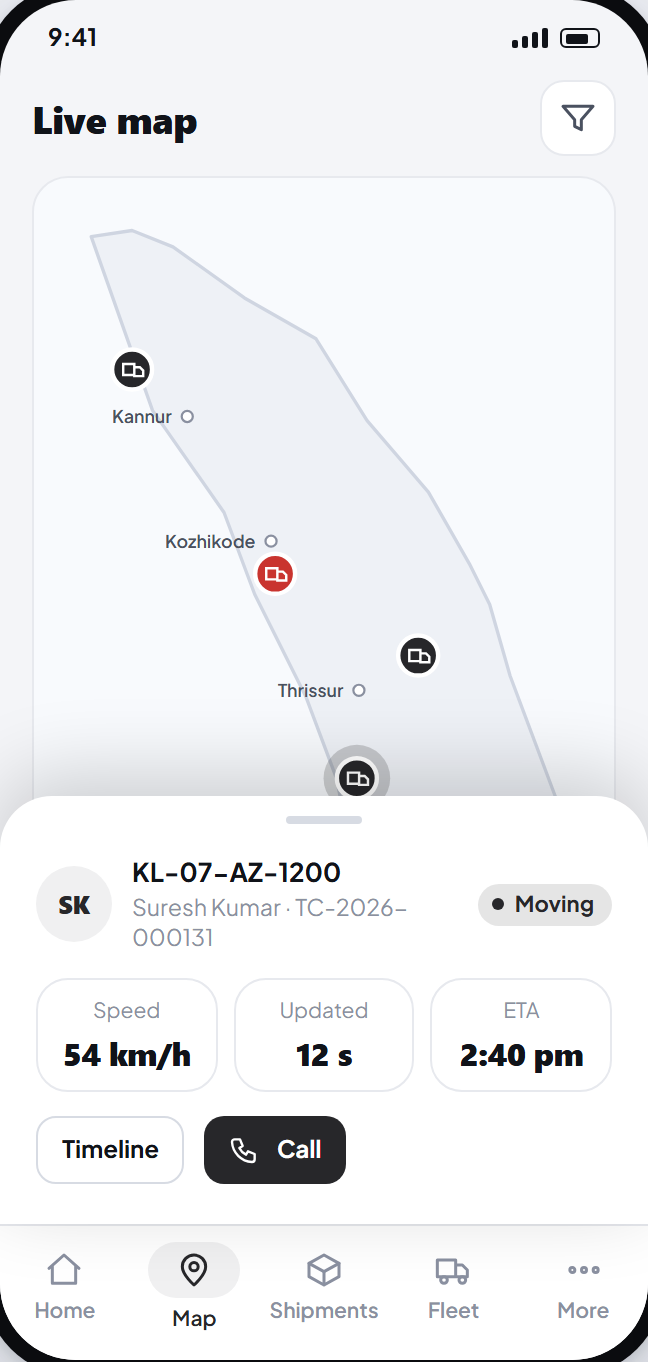 9:41
Live map
Kannur
Kozhikode
Thrissur
SK
KL-07-AZ-1200
Suresh Kumar · TC-2026-
000131
Moving
Speed
Updated
ETA
54 km/h
12 s
2:40 pm
Timeline
Call
Home
Map
Shipments
Fleet
More